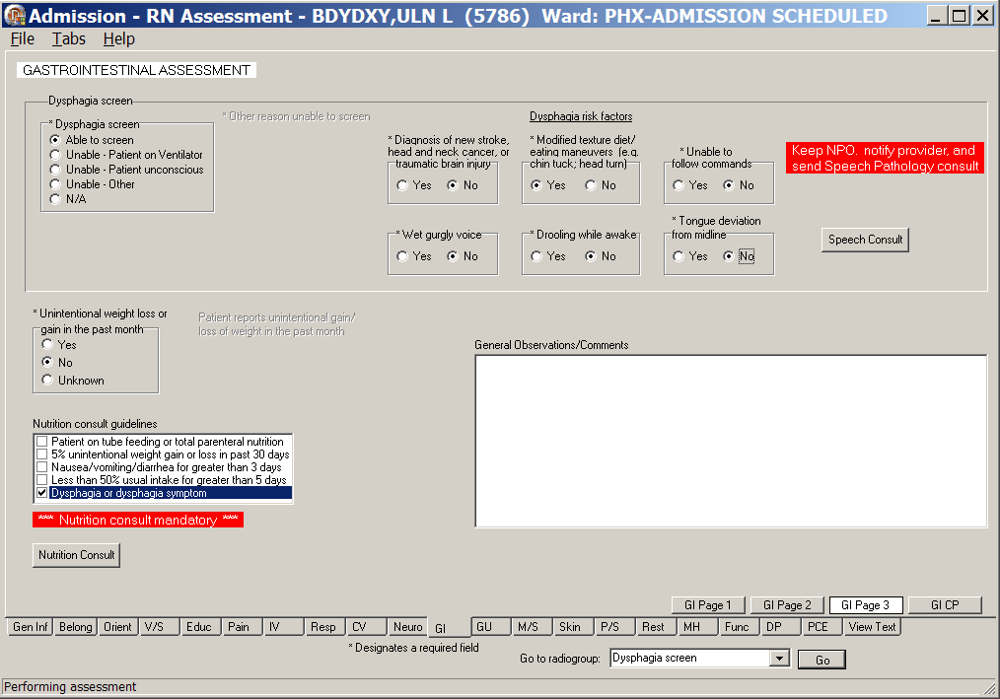 Admission - RN Assessment - BDYDXY,ULN L (5786) Ward: PHX-ADMISSION SCHEDULED
File Tabs Help
GASTROINTESTINAL ASSESSMENT
Dysphagia screen
* Dysphagia screen
Able to screen
Unable - Patient on Ventilator
Unable - Patient unconscious
Unable - Other
N/A
* Other reason unable to screen
Dysphagia risk factors
* Diagnosis of new stroke,
head and neck cancer, or
traumatic brain injury
Yes No
* Modified texture diet/
eating maneuvers (e.g.
chin tuck; head turn)
Yes No
* Unable to
follow commands
Yes No
Keep NPO. notify provider, and
send Speech Pathology consult
* Wet gurgly voice
Yes No
* Drooling while awake
Yes No
* Tongue deviation
from midline
Yes No
Speech Consult
* Unintentional weight loss or
gain in the past month
Yes
No
Unknown
Patient reports unintentional gain/
loss of weight in the past month
General Observations/Comments
Nutrition consult guidelines
Patient on tube feeding or total parenteral nutrition
5% unintentional weight gain or loss in past 30 days
Nausea/vomiting/diarrhea for greater than 3 days
Less than 50% usual intake for greater than 5 days
Dysphagia or dysphagia symptom
*** Nutrition consult mandatory ***
Nutrition Consult
GI Page 1 GI Page 2 GI Page 3 GI CP
Gen Inf Belong Orient V/S Educ Pain IV Resp CV Neuro GI GU M/S Skin P/S Rest MH Func DP PCE View Text
* Designates a required field
Go to radiogroup: Dysphagia screen Go
Performing assessment